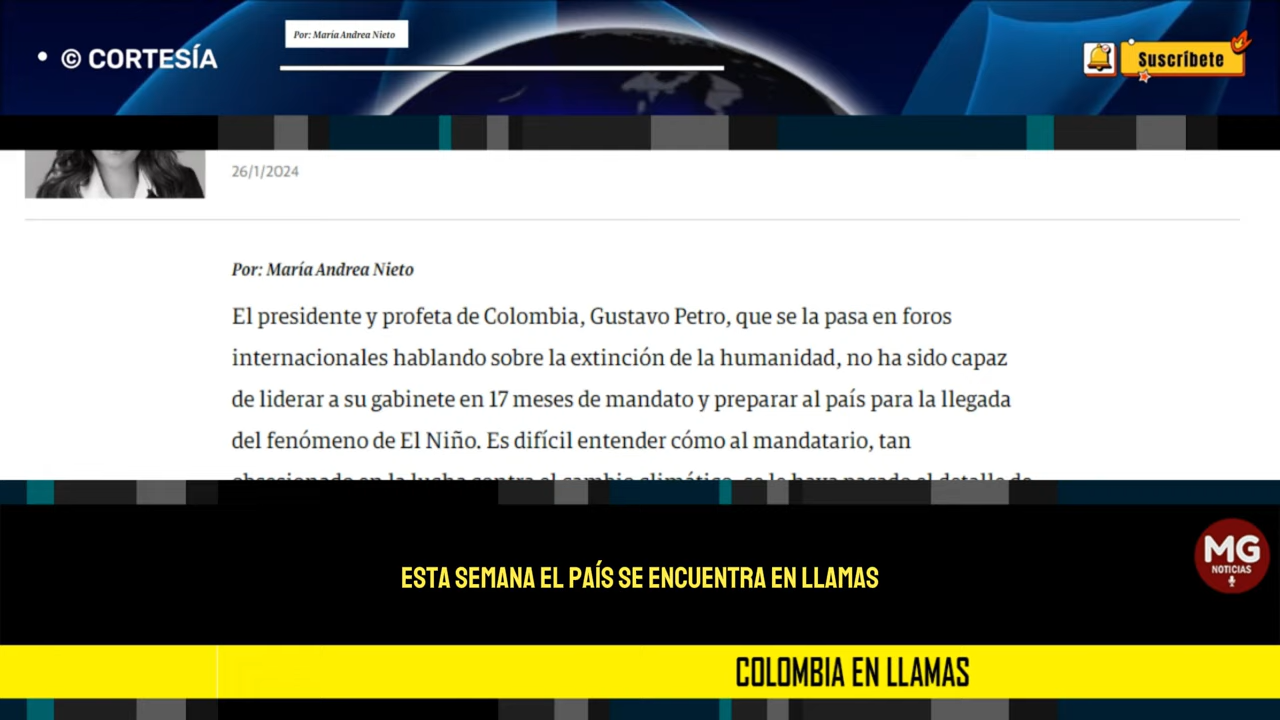 Por: María Andrea Nieto
• © CORTESÍA
Suscríbete
26/1/2024
Por: María Andrea Nieto
El presidente y profeta de Colombia, Gustavo Petro, que se la pasa en foros
internacionales hablando sobre la extinción de la humanidad, no ha sido capaz
de liderar a su gabinete en 17 meses de mandato y preparar al país para la llegada
del fenómeno de El Niño. Es difícil entender cómo al mandatario, tan
obsesionado en la lucha contra el cambio climático, se le haya pasado el detalle de
MG
NOTICIAS
ESTA SEMANA EL PAÍS SE ENCUENTRA EN LLAMAS
COLOMBIA EN LLAMAS